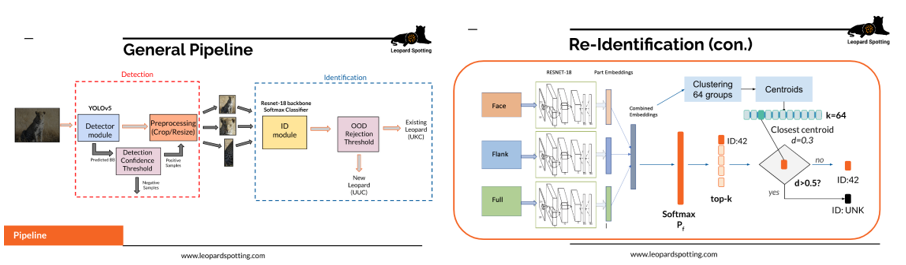 General Pipeline
Leopard Spotting
Detection
Identification
YOLOv5
Detector
module
Preprocessing
(Crop/Resize)
Predicted BB
Detection
Confidence
Threshold
Positive
Samples
Negative
Samples
Resnet-18 backbone
Softmax Classifier
ID
module
OOD
Rejection
Threshold
Existing
Leopard
(UKC)
New
Leopard
(UUC)
Pipeline
www.leopardspotting.com
Re-Identification (con.)
Leopard Spotting
RESNET-18
Part Embeddings
Face
Flank
Full
Combined
Embeddings
Clustering
64 groups
Centroids
k=64
Closest centroid
d=0.3
ID:42
Softmax
Pf
top-k
d>0.5?
no
yes
ID:42
ID: UNK
www.leopardspotting.com